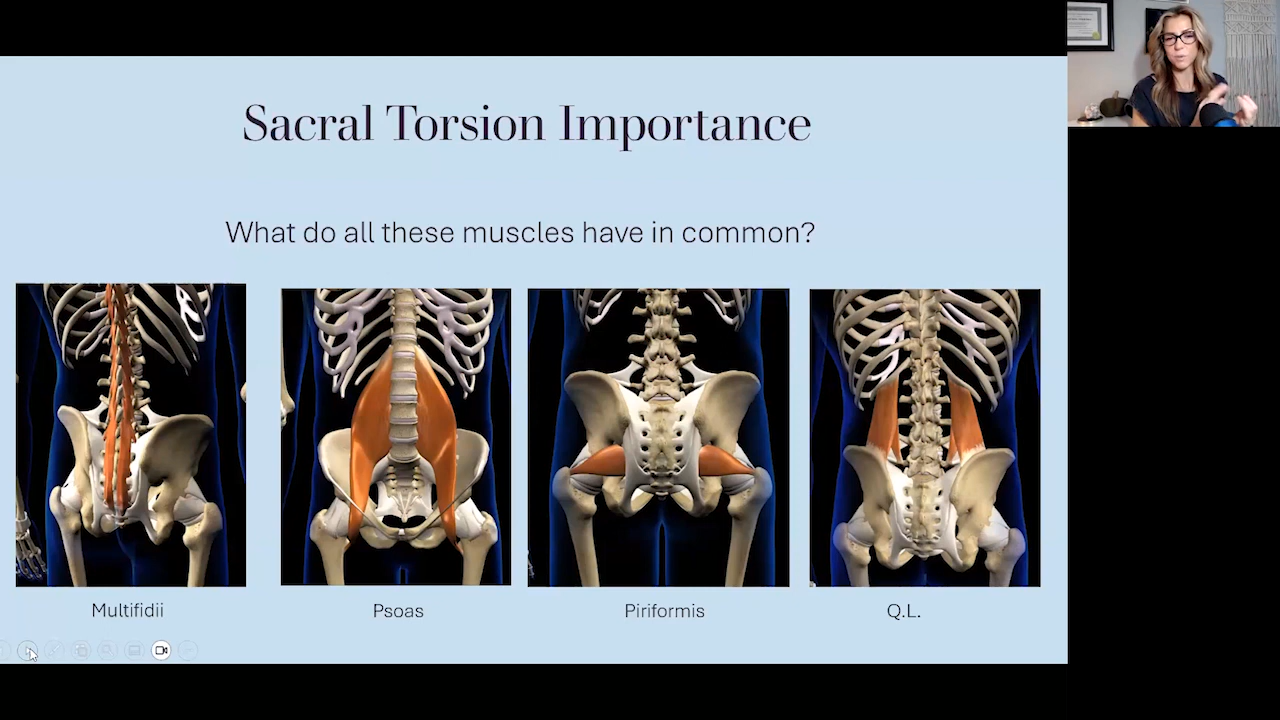 Sacral Torsion Importance
What do all these muscles have in common?
Multifidii
Psoas
Piriformis
Q.L.